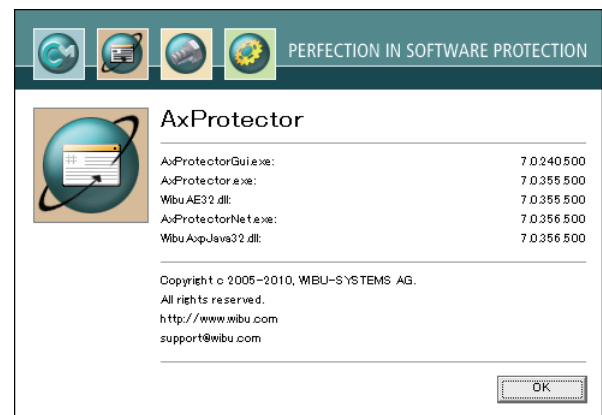 PERFECTION IN SOFTWARE PROTECTION
AxProtector
AxProtectorGui.exe: 7.0.240.500
AxProtector.exe: 7.0.355.500
WibuAE32.dll: 7.0.355.500
AxProtectorNet.exe: 7.0.356.500
WibuAxpJava32.dll: 7.0.356.500
Copyright c 2005-2010, WIBU-SYSTEMS AG.
All rights reserved.
http://www.wibu.com
support@wibu.com
OK